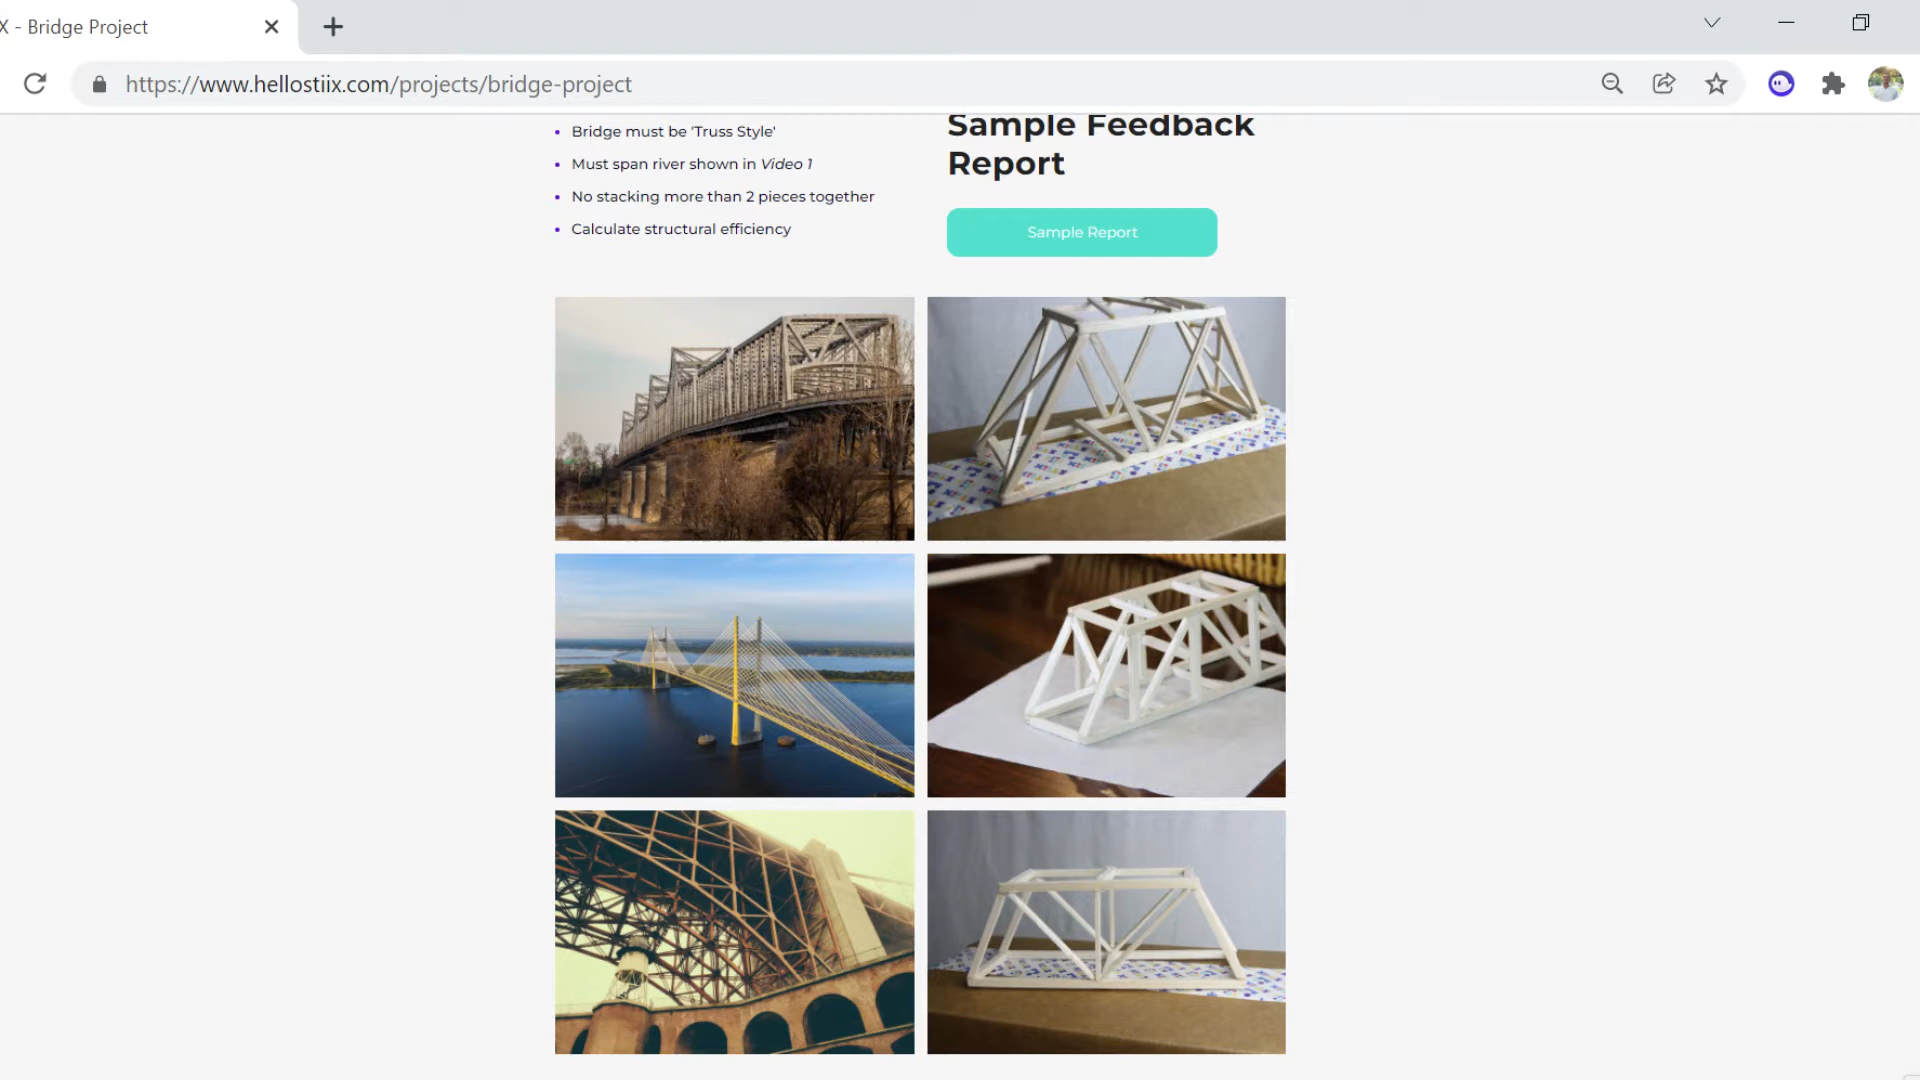 X - Bridge Project
https://www.hellostiix.com/projects/bridge-project
Bridge must be 'Truss Style'
Must span river shown in Video 1
No stacking more than 2 pieces together
Calculate structural efficiency
Sample Feedback
Report
Sample Report